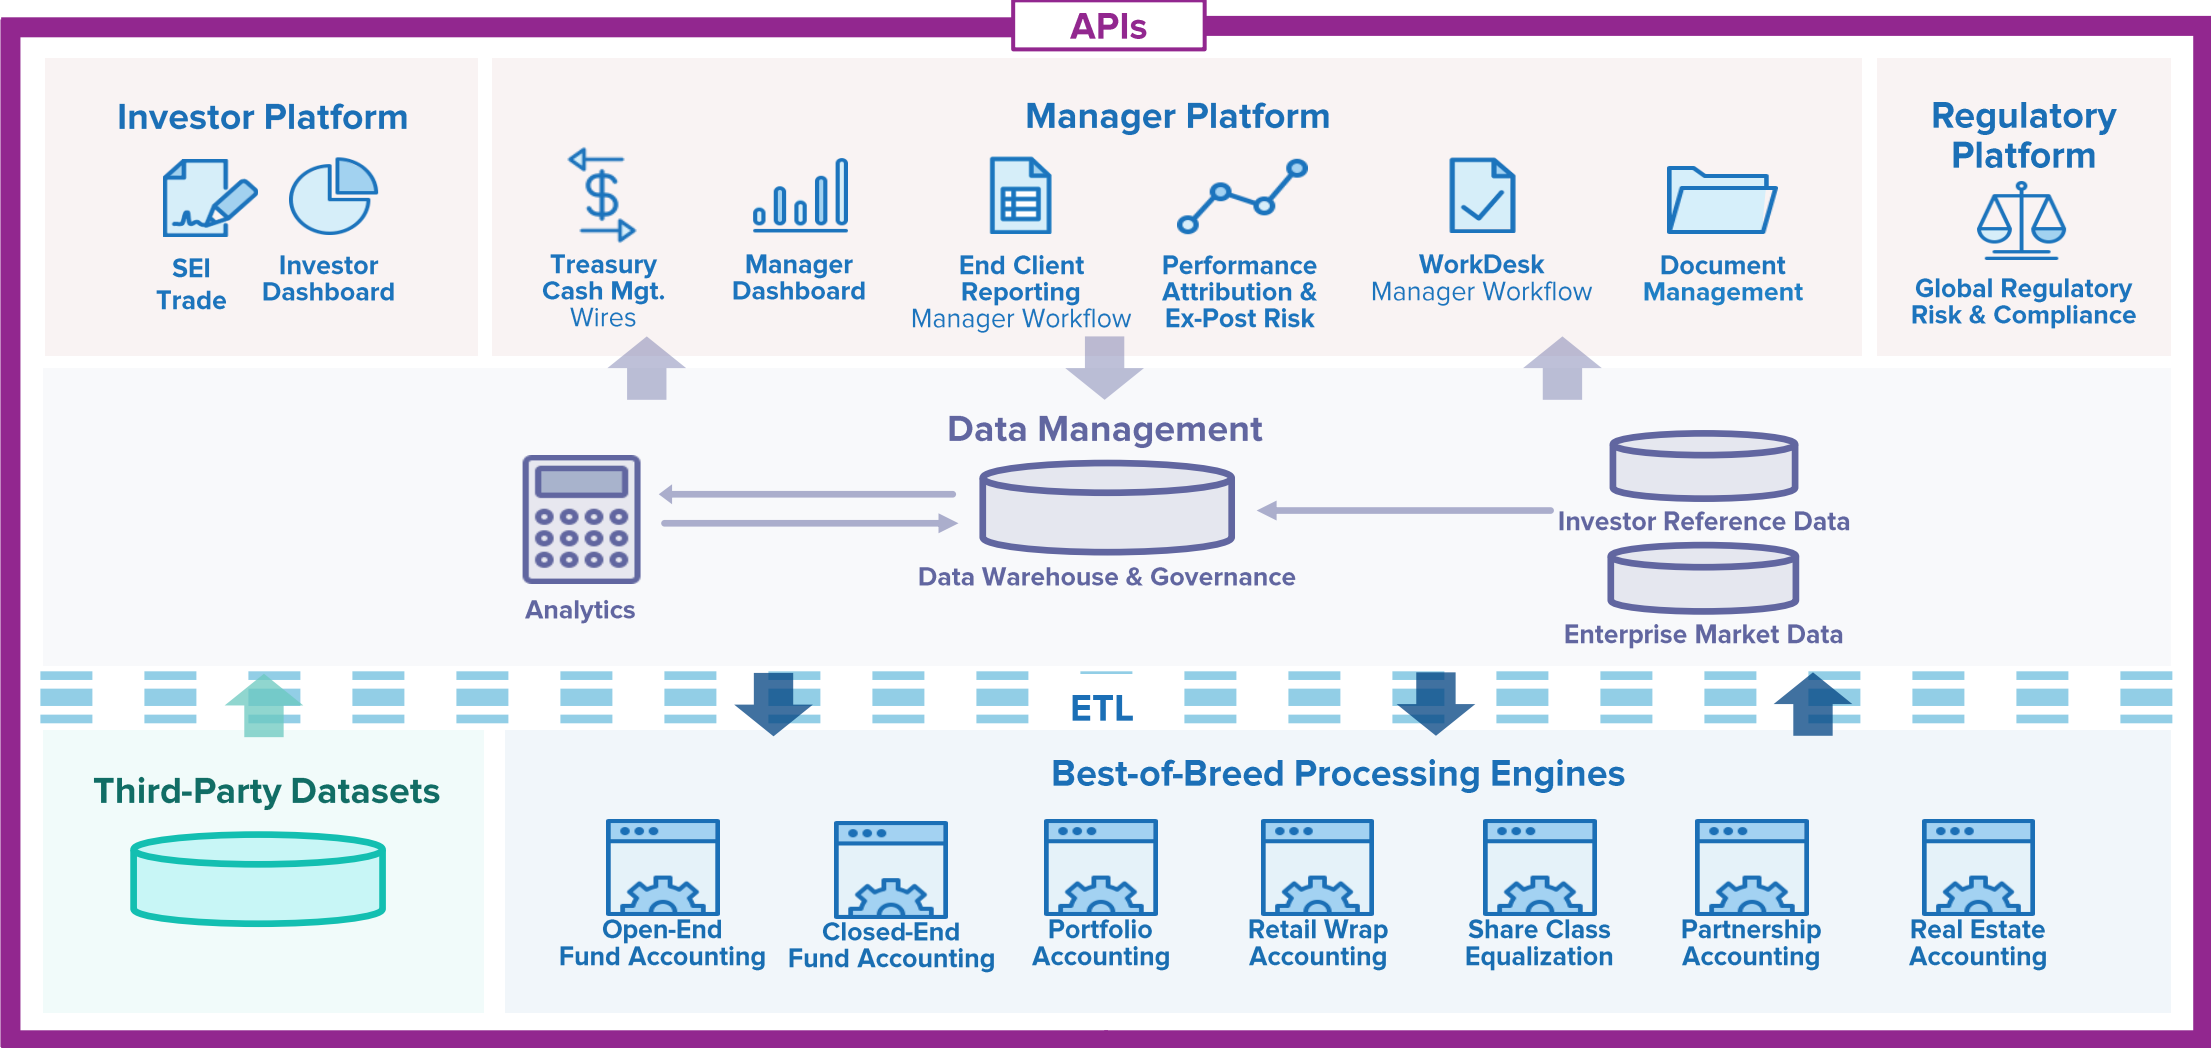 APIs
Investor Platform
SEI
Trade
Investor
Dashboard
Manager Platform
Treasury
Cash Mgt.
Wires
Manager
Dashboard
End Client
Reporting
Manager Workflow
Performance
Attribution &
Ex-Post Risk
WorkDesk
Manager Workflow
Document
Management
Regulatory
Platform
Global Regulatory
Risk & Compliance
Data Management
Analytics
Data Warehouse & Governance
Investor Reference Data
Enterprise Market Data
ETL
Third-Party Datasets
Best-of-Breed Processing Engines
Open-End
Fund Accounting
Closed-End
Fund Accounting
Portfolio
Accounting
Retail Wrap
Accounting
Share Class
Equalization
Partnership
Accounting
Real Estate
Accounting